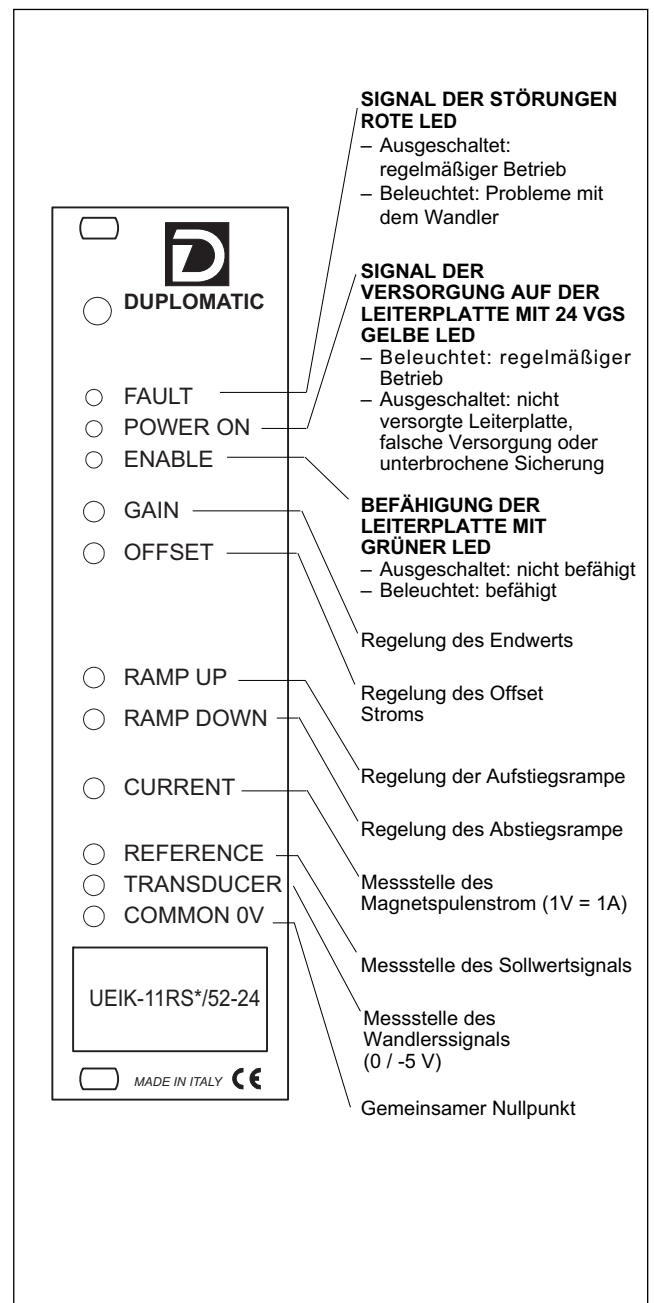 SIGNAL DER STÖRUNGEN
ROTE LED
– Ausgeschaltet:
regelmäßiger Betrieb
– Beleuchtet: Probleme mit
dem Wandler
SIGNAL DER
VERSORGUNG AUF DER
LEITERPLATTE MIT 24 VGS
GELBE LED
– Beleuchtet: regelmäßiger
Betrieb
– Ausgeschaltet: nicht
versorgte Leiterplatte,
falsche Versorgung oder
unterbrochene Sicherung
BEFÄHIGUNG DER
LEITERPLATTE MIT
GRÜNER LED
– Ausgeschaltet: nicht befähigt
– Beleuchtet: befähigt
Regelung des Endwerts
Regelung des Offset
Stroms
Regelung der Aufstiegsrampe
Regelung des Abstiegsrampe
Messstelle des
Magnetspulenstrom (1V = 1A)
Messstelle des Sollwertsignals
Messstelle des
Wandlerssignals
(0 / -5 V)
Gemeinsamer Nullpunkt
D
DUPLOMATIC
FAULT
POWER ON
ENABLE
GAIN
OFFSET
RAMP UP
RAMP DOWN
CURRENT
REFERENCE
TRANSDUCER
COMMON 0V
UEIK-11RS*/52-24
MADE IN ITALY CE